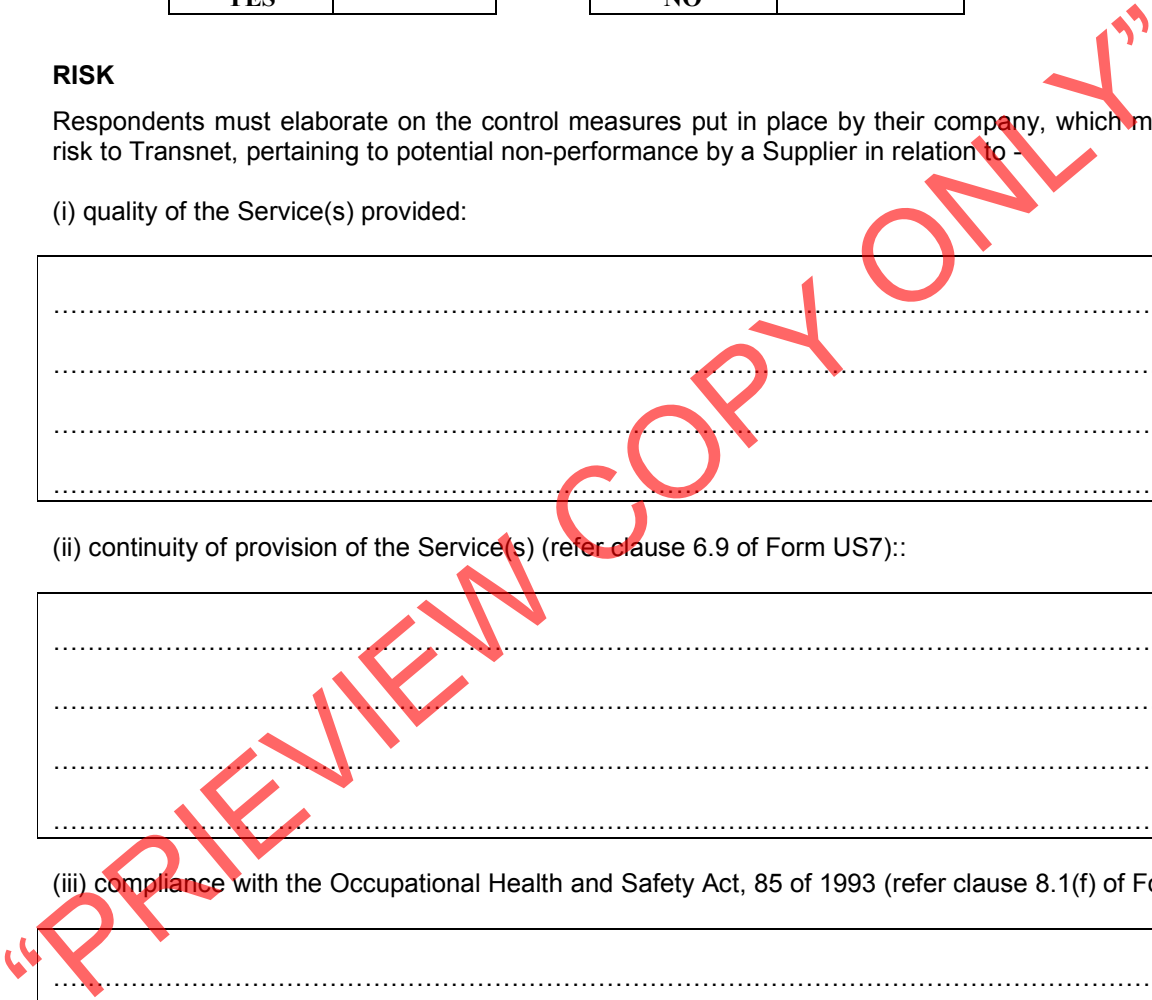 YES NO
RISK
Respondents must elaborate on the control measures put in place by their company, which
risk to Transnet, pertaining to potential non-performance by a Supplier in relation to -
(i) quality of the Service(s) provided:
…………………………………………………………………………………………………………………
…………………………………………………………………………………………………………………
…………………………………………………………………………………………………………………
…………………………………………………………………………………………………………………
(ii) continuity of provision of the Service(s) (refer clause 6.9 of Form US7)::
…………………………………………………………………………………………………………………
…………………………………………………………………………………………………………………
…………………………………………………………………………………………………………………
…………………………………………………………………………………………………………………
(iii) compliance with the Occupational Health and Safety Act, 85 of 1993 (refer clause 8.1(f) of
…………………………………………………………………………………………………………………
“PRIEVIEW COPY ONLY”